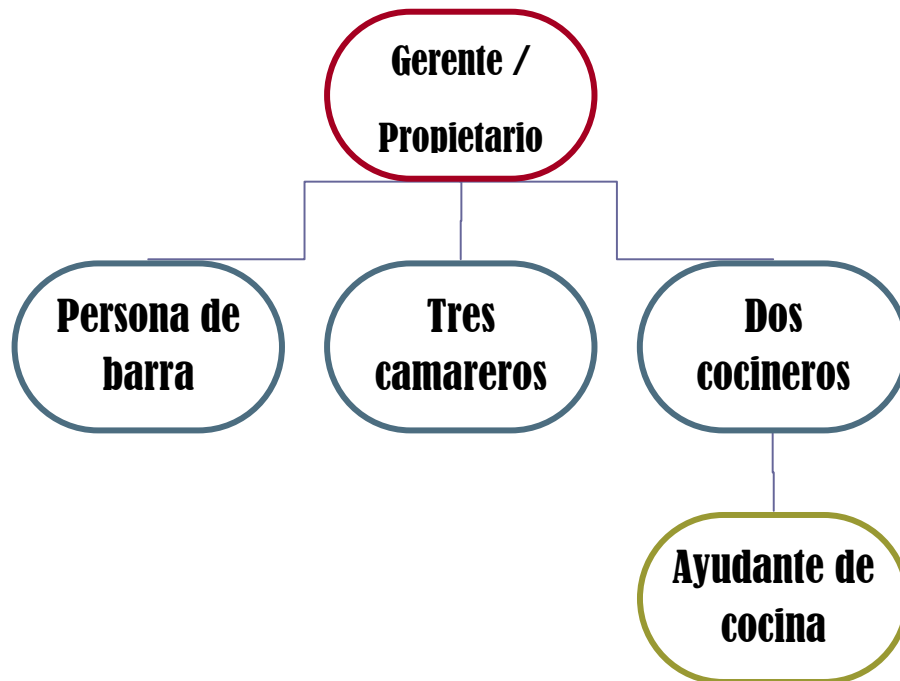 Gerente /
Propietario
Persona de
barra
Tres
camareros
Dos
cocineros
Ayudante de
cocina